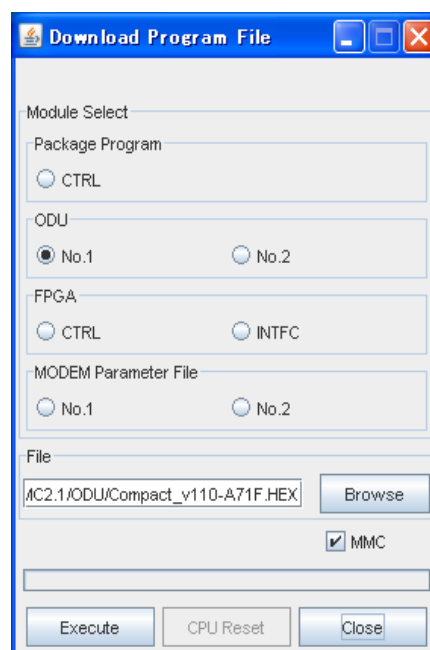 Download Program File
Module Select
Package Program
CTRL
ODU
No.1 No.2
FPGA
CTRL INTFC
MODEM Parameter File
No.1 No.2
File
/IC2.1/ODU/Compact_v110-A71F.HEX Browse
MMC
Execute CPU Reset Close